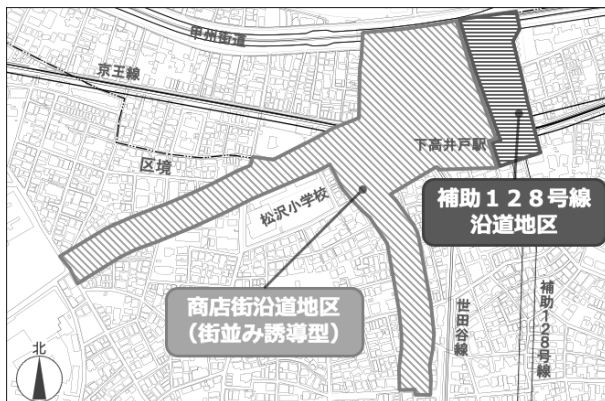 甲州街道
京王線
下高井戸駅
区境
補助128号線
沿道地区
松沢小学校
商店街沿道地区
(街並み誘導型)
世田谷線
補助128号線
北